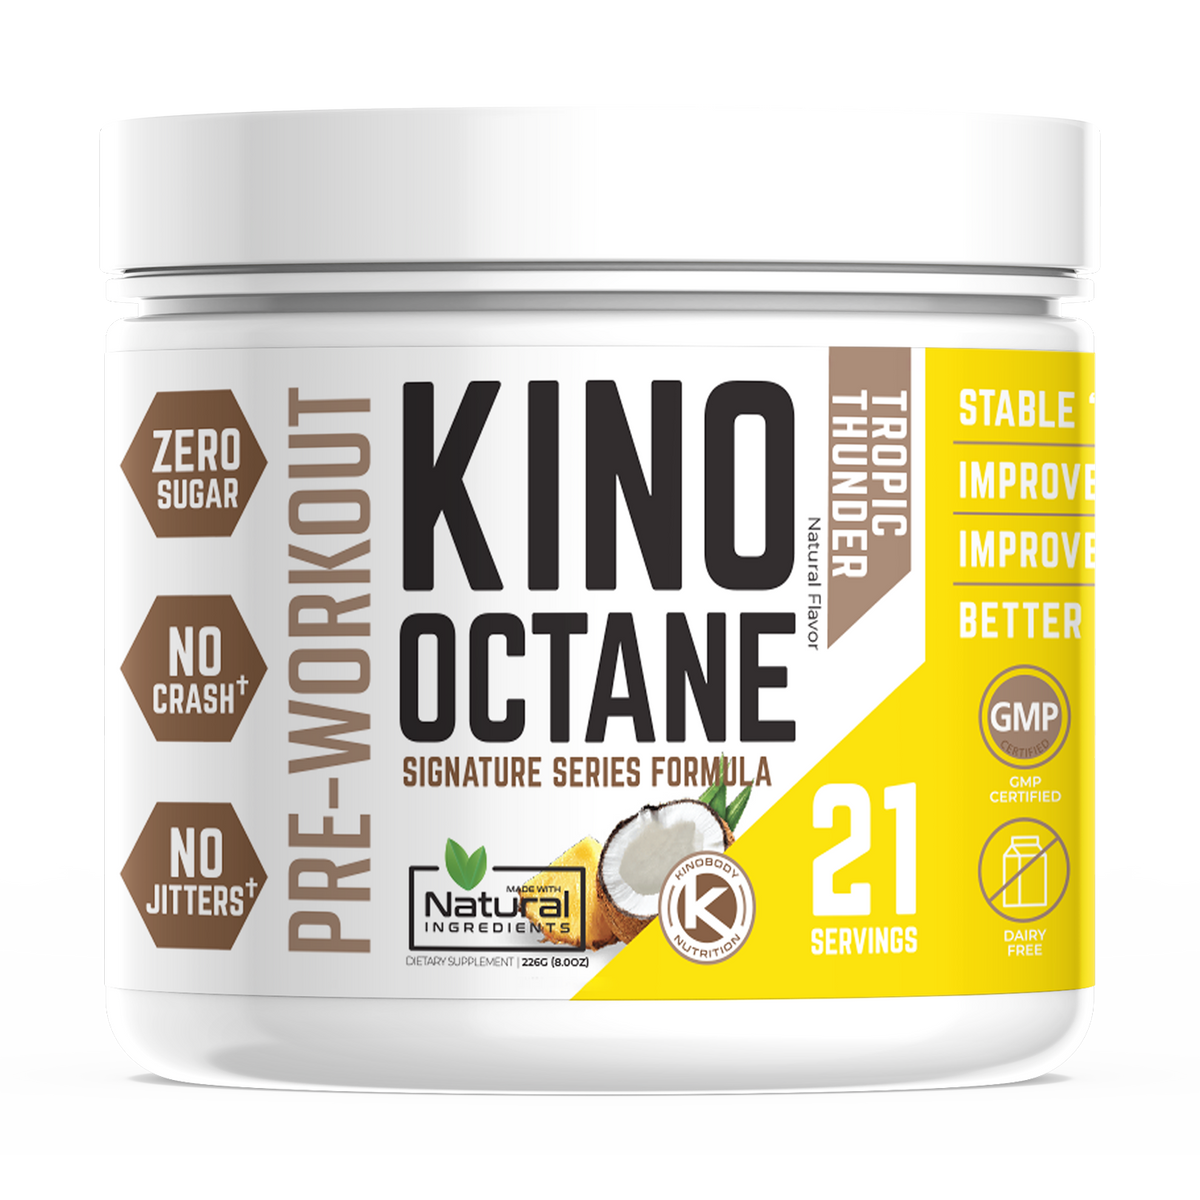 ZERO
SUGAR
NO
CRASH†
NO
JITTERS†
PRE-WORKOUT
KINO
OCTANE
SIGNATURE SERIES FORMULA
MADE WITH
Natural
INGREDIENTS
DIETARY SUPPLEMENT | 226G (8.0OZ)
KINOBODY
K
NUTRITION
TROPIC
THUNDER
Natural Flavor
21
SERVINGS
STABLE
IMPROVE
IMPROVE
BETTER
GMP
CERTIFIED
GMP
CERTIFIED
DAIRY
FREE